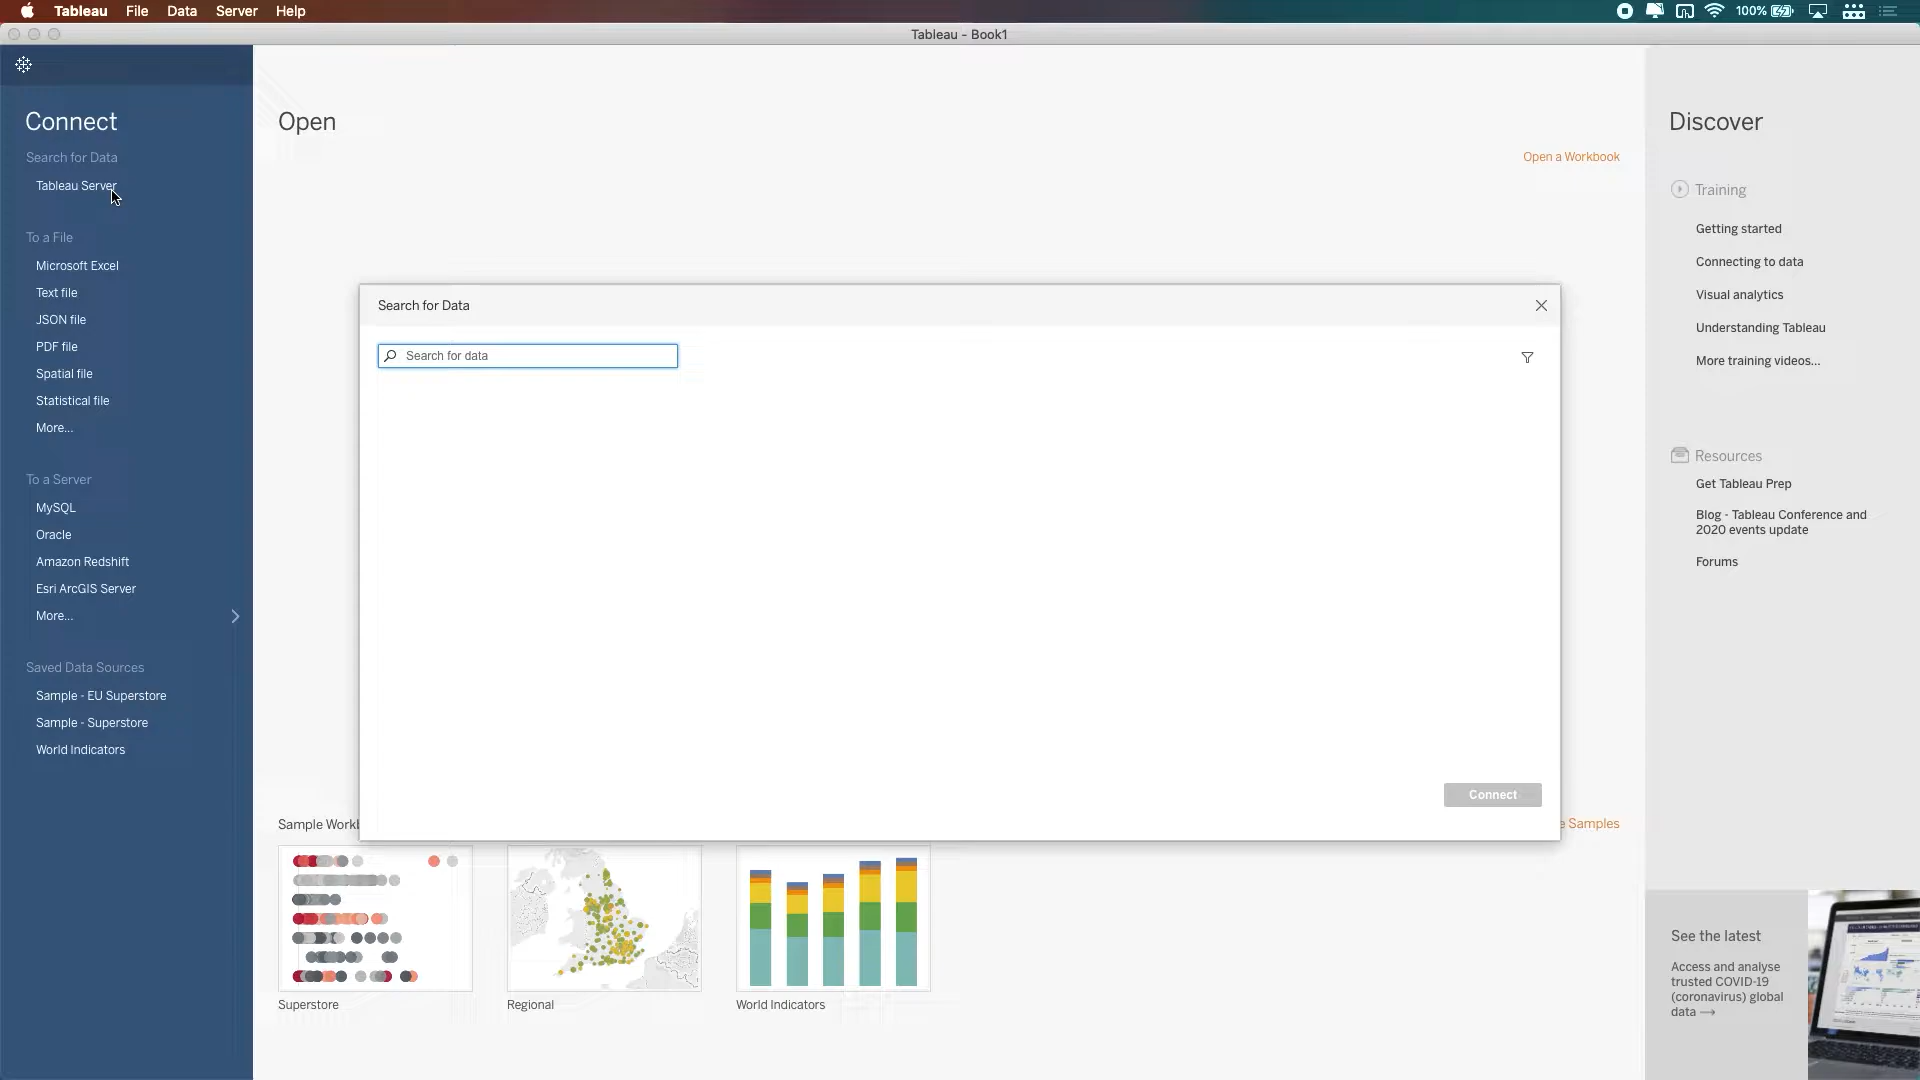 Tableau File Data Server Help
100%
Tableau - Book1
Connect
Search for Data
Tableau Server
To a File
Microsoft Excel
Text file
JSON file
PDF file
Spatial file
Statistical file
More...
To a Server
MySQL
Oracle
Amazon Redshift
Esri ArcGIS Server
More...
Saved Data Sources
Sample - EU Superstore
Sample - Superstore
World Indicators
Open
Open a Workbook
Search for Data
Search for data
Connect
Sample
Samples
Superstore
Regional
World Indicators
Discover
Training
Getting started
Connecting to data
Visual analytics
Understanding Tableau
More training videos...
Resources
Get Tableau Prep
Blog - Tableau Conference and
2020 events update
Forums
See the latest
Access and analyse
trusted COVID-19
(coronavirus) global
data →